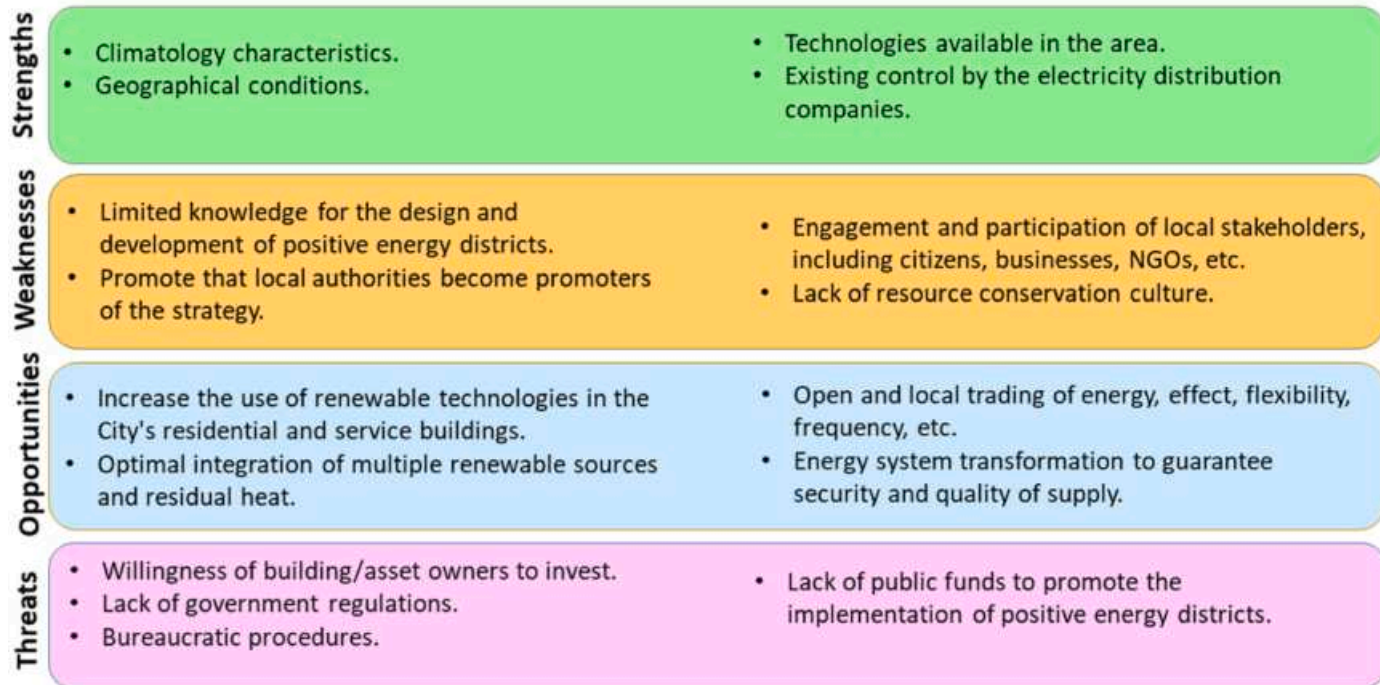 Strengths
• Climatology characteristics.
• Geographical conditions.
• Technologies available in the area.
• Existing control by the electricity distribution
companies.
Weaknesses
• Limited knowledge for the design and
development of positive energy districts.
• Promote that local authorities become promoters
of the strategy.
• Engagement and participation of local stakeholders,
including citizens, businesses, NGOs, etc.
• Lack of resource conservation culture.
Opportunities
• Increase the use of renewable technologies in the
City's residential and service buildings.
• Optimal integration of multiple renewable sources
and residual heat.
• Open and local trading of energy, effect, flexibility,
frequency, etc.
• Energy system transformation to guarantee
security and quality of supply.
Threats
• Willingness of building/asset owners to invest.
• Lack of government regulations.
• Bureaucratic procedures.
• Lack of public funds to promote the
implementation of positive energy districts.